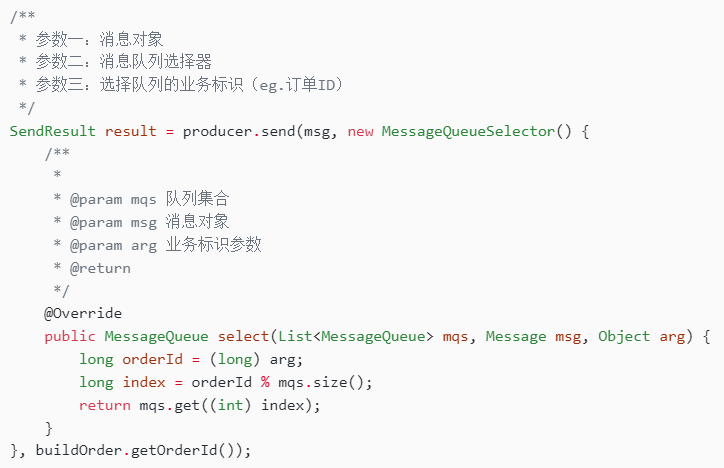 /**
 * 参数一：消息对象
 * 参数二：消息队列选择器
 * 参数三：选择队列的业务标识（eg.订单ID）
 */
SendResult result = producer.send(msg, new MessageQueueSelector() {
    /**
     *
     * @param mqs 队列集合
     * @param msg 消息对象
     * @param arg 业务标识参数
     * @return
     */
    @Override
    public MessageQueue select(List<MessageQueue> mqs, Message msg, Object arg) {
        long orderId = (long) arg;
        long index = orderId % mqs.size();
        return mqs.get((int) index);
    }
}, buildOrder.getOrderId());